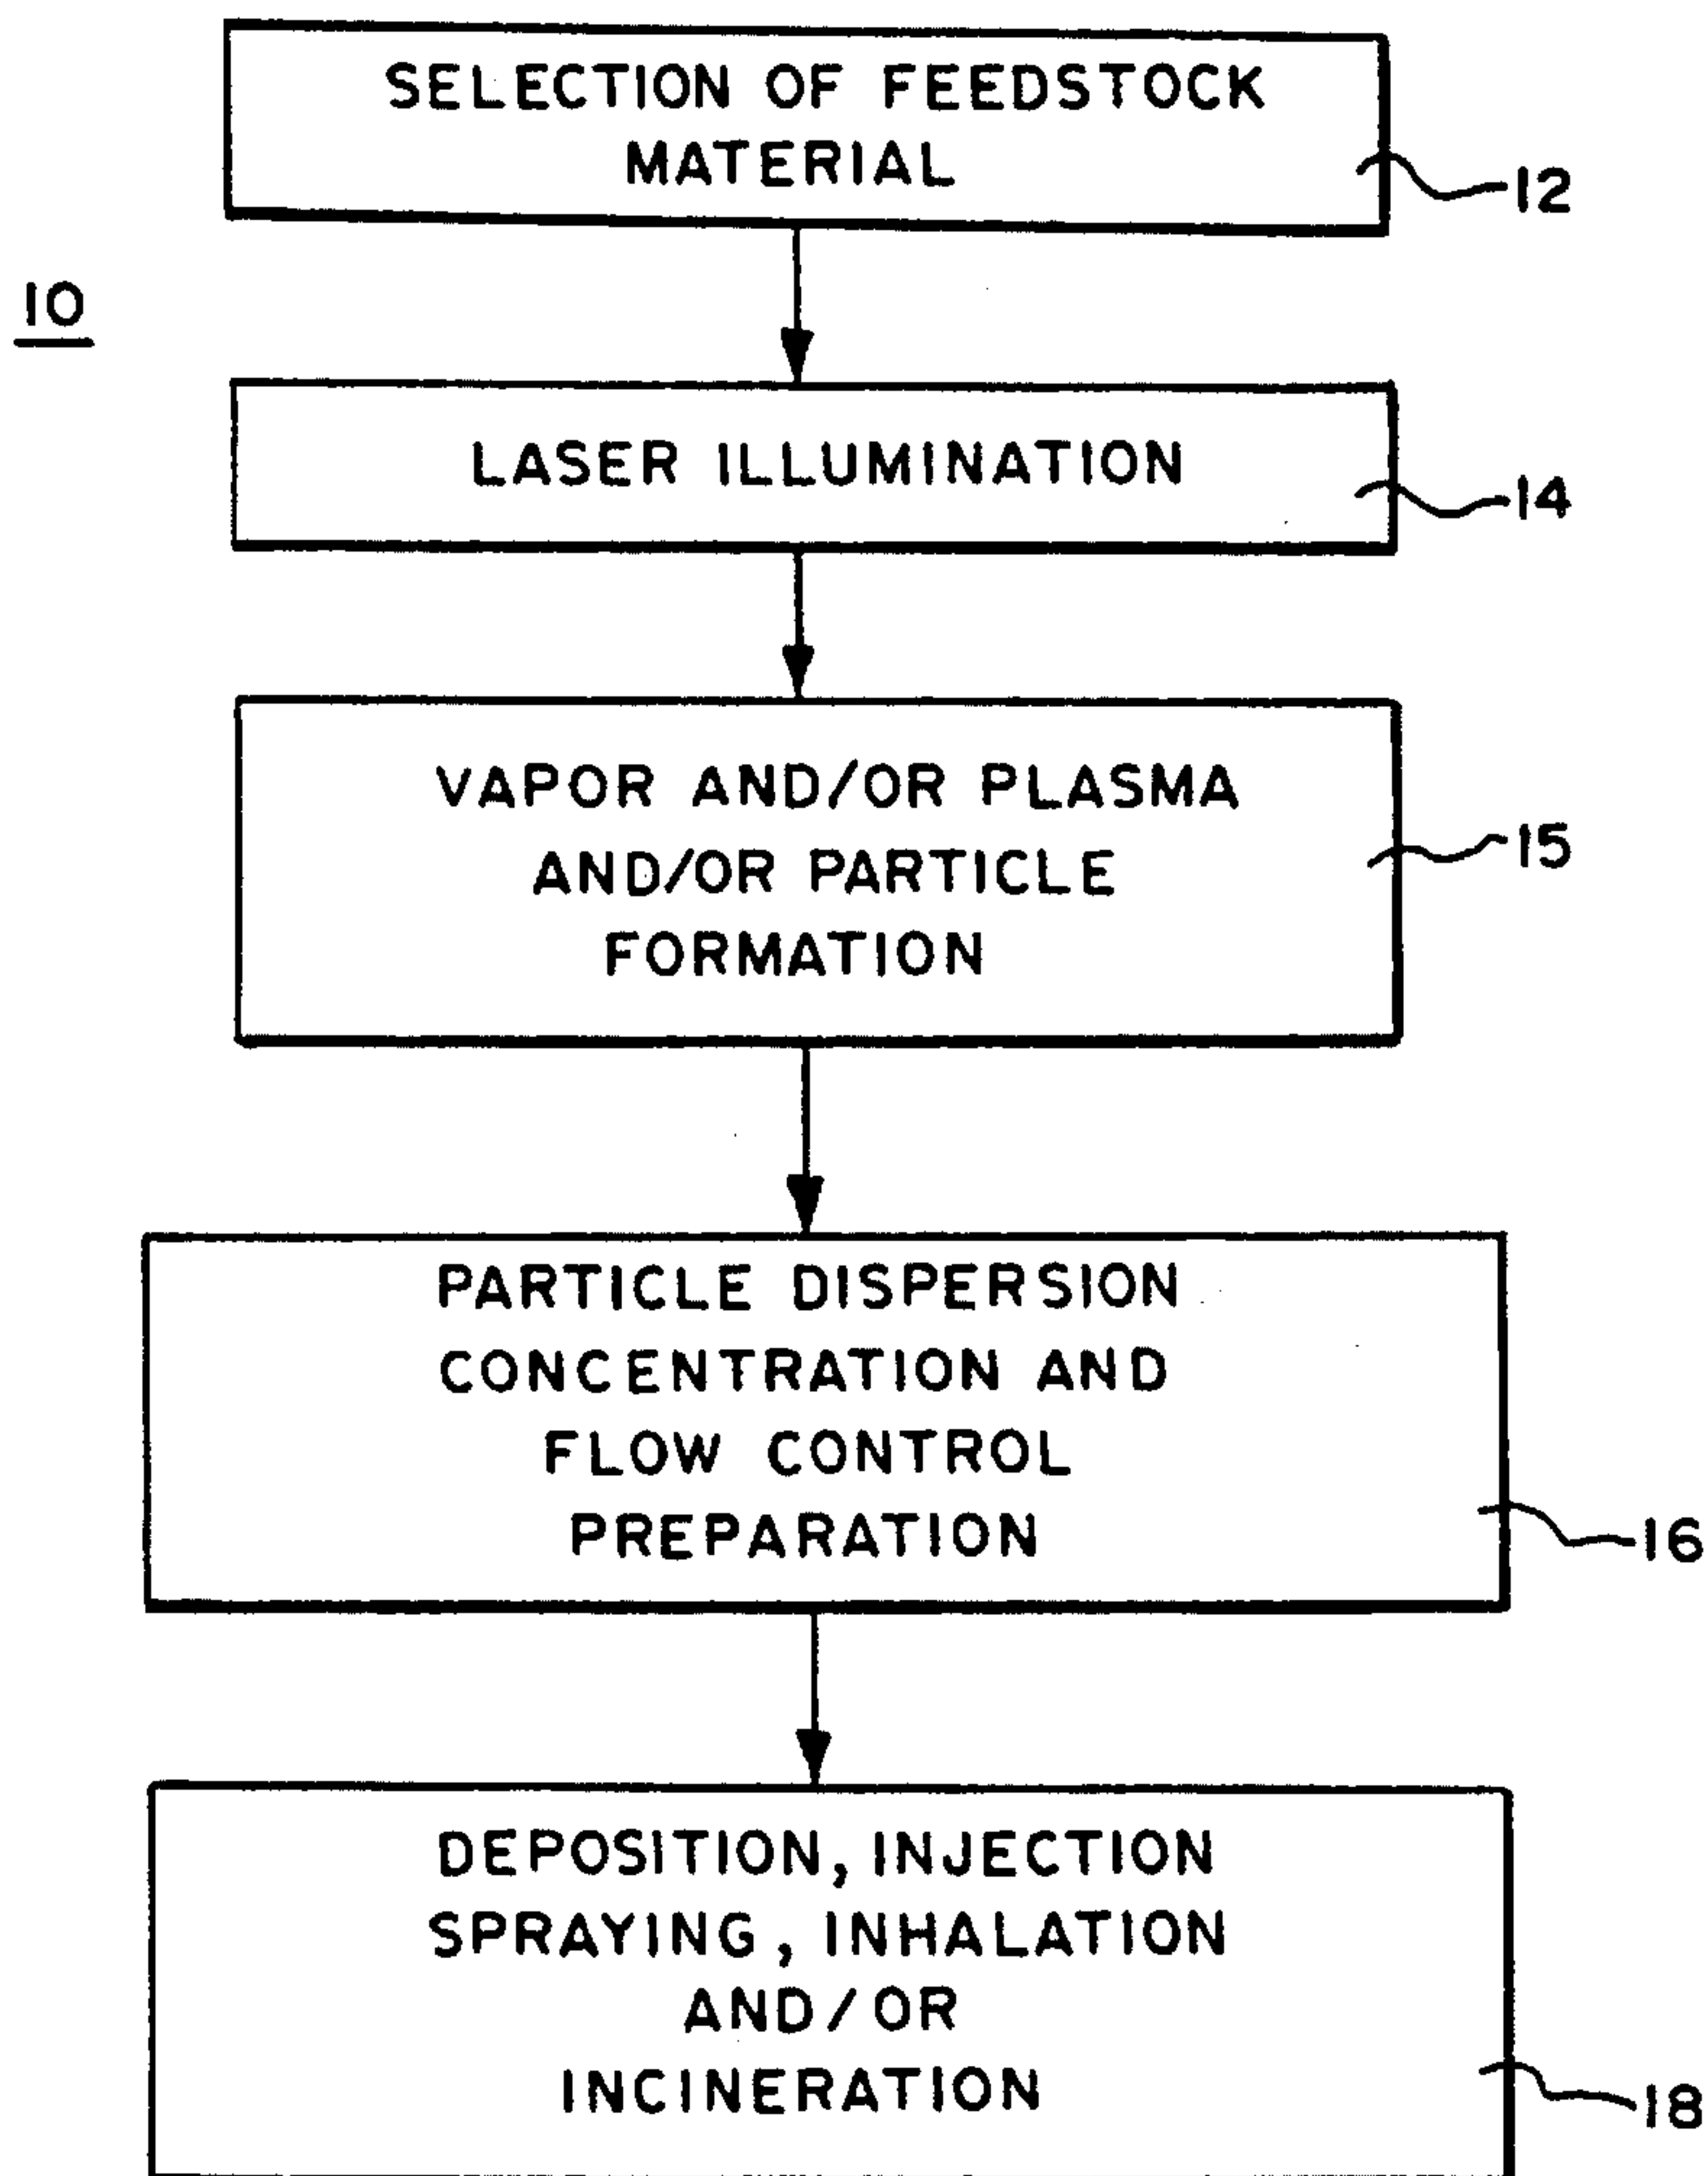 SELECTION OF FEEDSTOCK
MATERIAL
12
10
LASER ILLUMINATION
14
VAPOR AND/OR PLASMA
AND/OR PARTICLE
FORMATION
15
PARTICLE DISPERSION
CONCENTRATION AND
FLOW CONTROL
PREPARATION
16
DEPOSITION, INJECTION
SPRAYING, INHALATION
AND/OR
INCINERATION
18